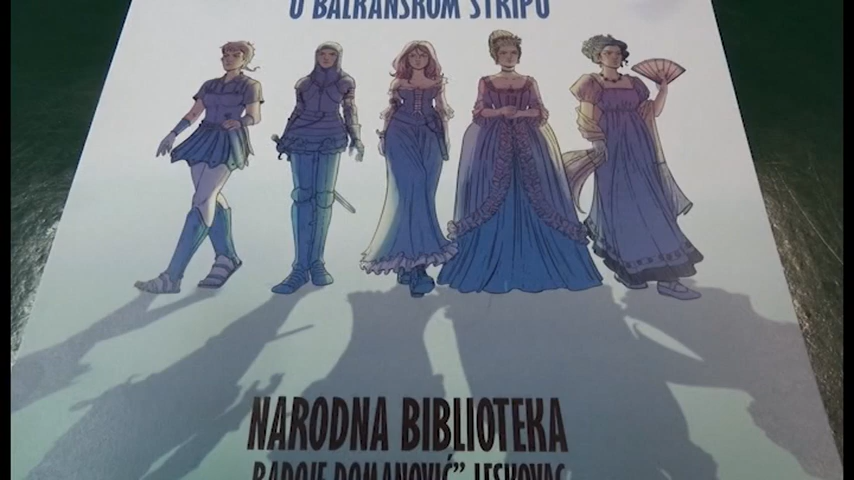 U BALKANSKOM STRIPU
NARODNA BIBLIOTEKA
RADOJE DOMANOVIĆ” LESKOVAC